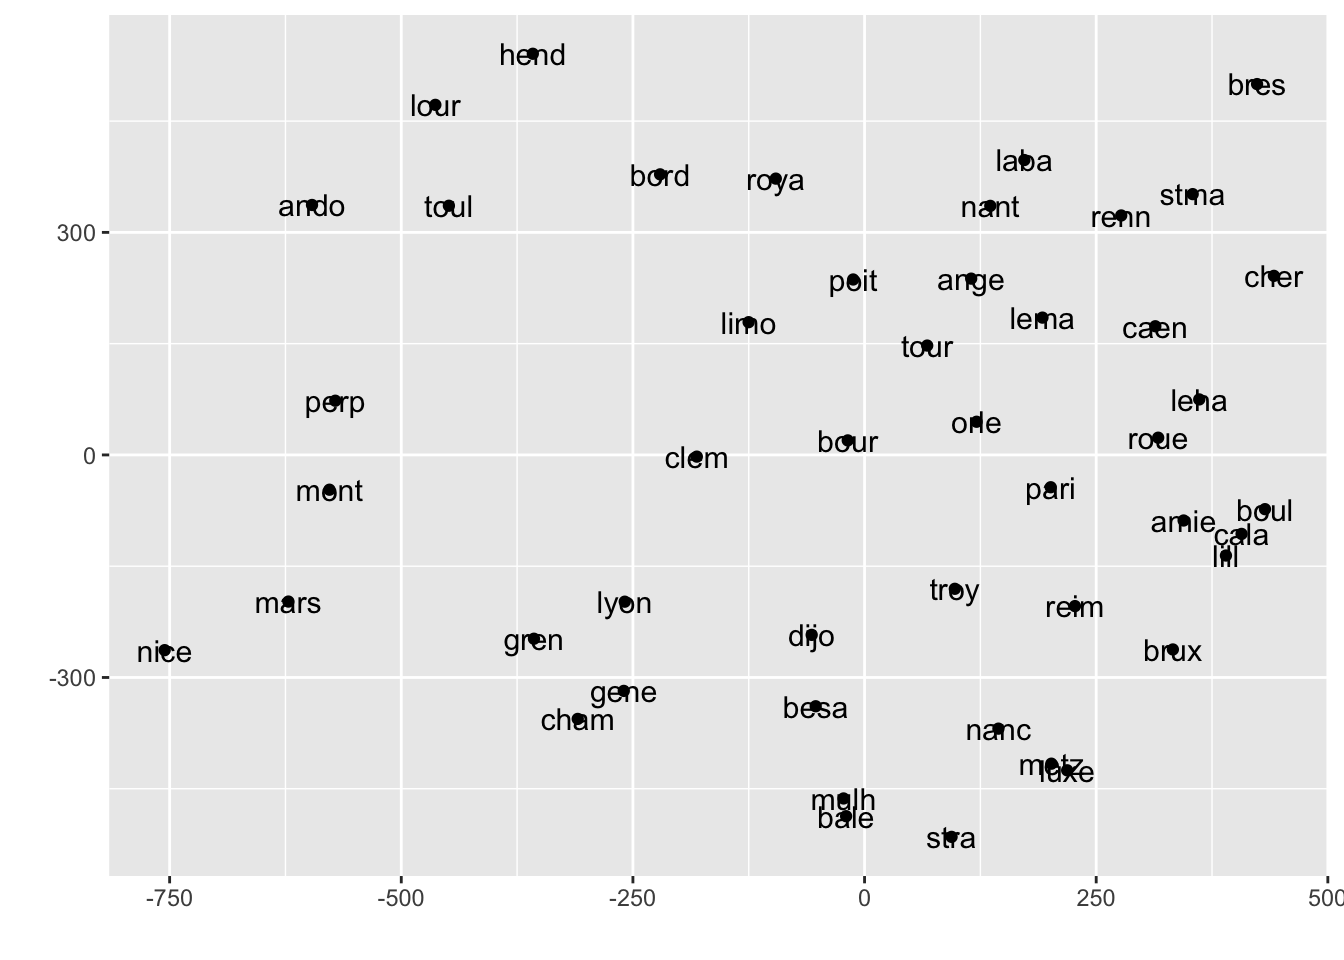 hend
bres
lour
laba
bord
roya
stma
ando
toul
nant
renn
300
poit
ange
cher
limo
lema
caen
tour
perp
leha
orle
bour
roue
0
clem
mont
pari
boul
amie
cala
lill
troy
mars
lyon
reim
gren
dijo
nice
brux
-300
gene
besa
cham
nanc
metz
luxe
mulh
bale
stra
-750
-500
-250
0
250
500